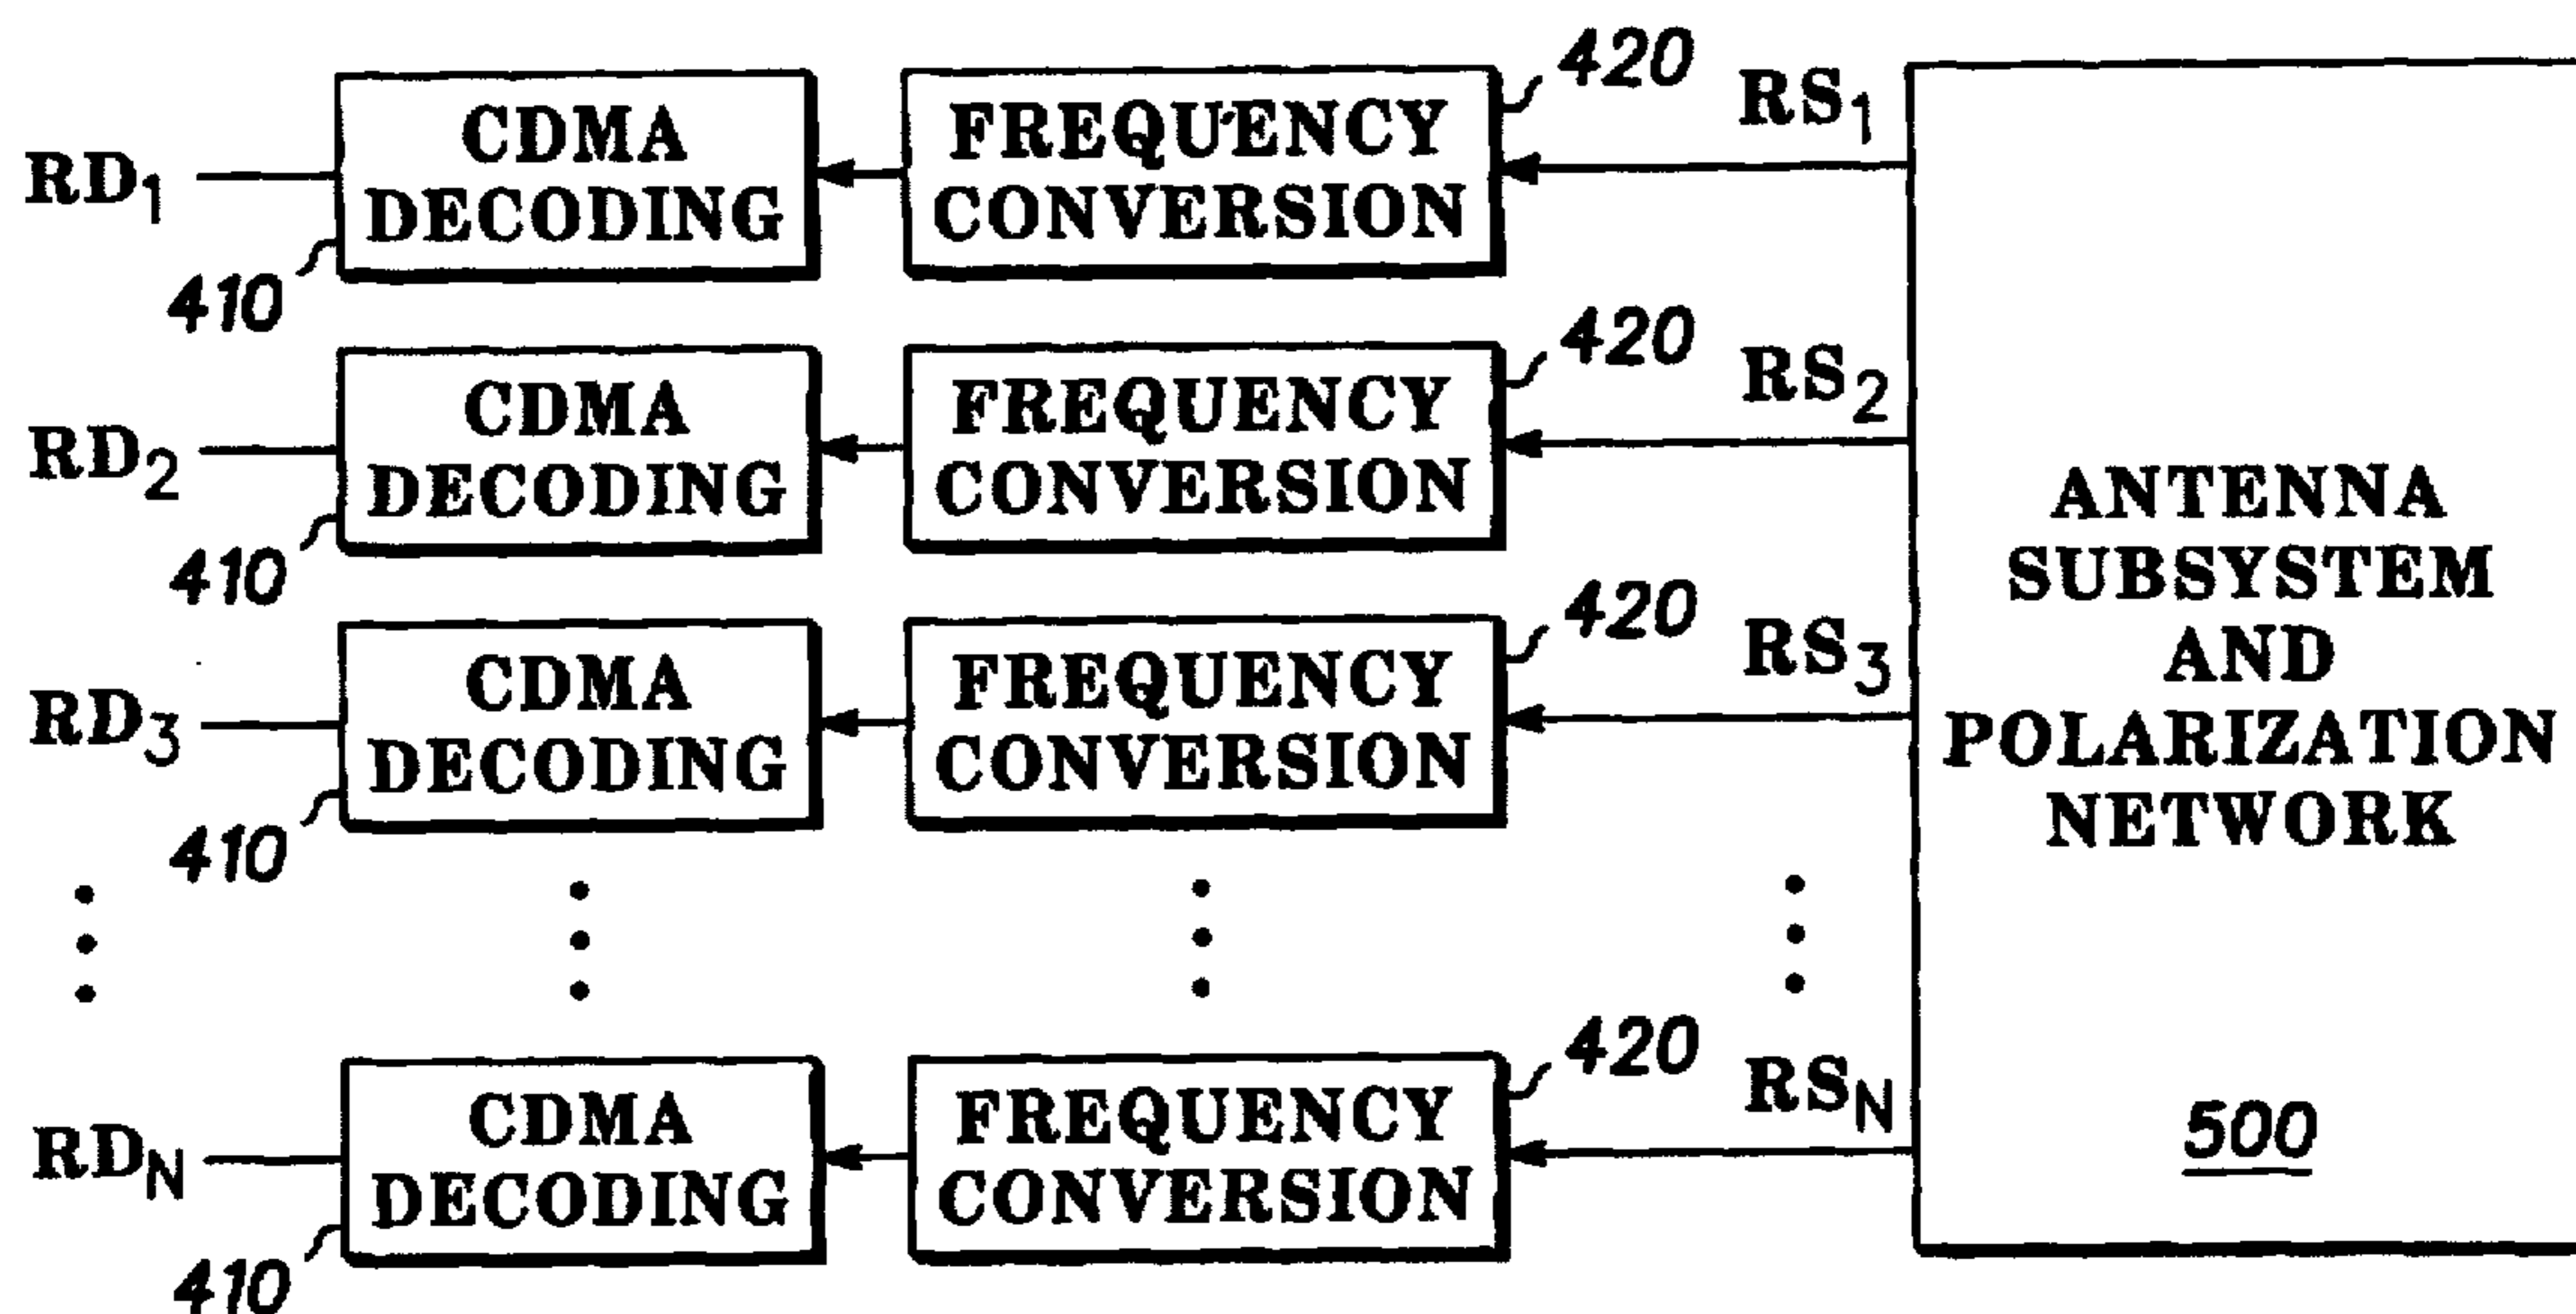 420
RS1
CDMA
DECODING
FREQUENCY
CONVERSION
RD1
410
420
RS2
CDMA
DECODING
FREQUENCY
CONVERSION
RD2
410
420
RS3
CDMA
DECODING
FREQUENCY
CONVERSION
RD3
410
ANTENNA
SUBSYSTEM
AND
POLARIZATION
NETWORK
420
RSN
CDMA
DECODING
FREQUENCY
CONVERSION
RDN
410
500